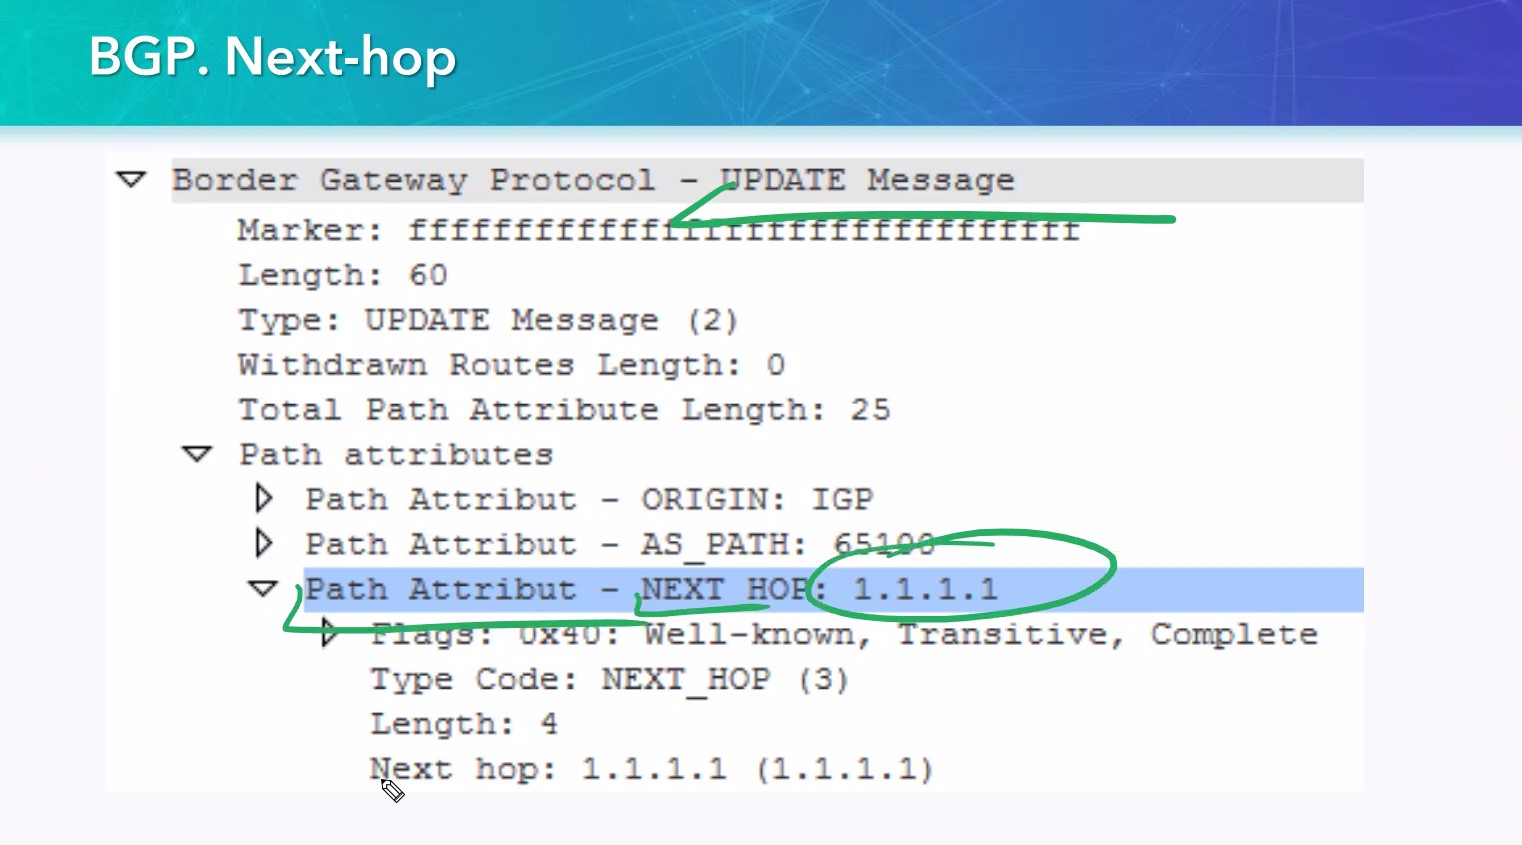 BGP. Next-hop
Border Gateway Protocol - UPDATE Message
Marker: ffffffffffffffffffffffffffffffff
Length: 60
Type: UPDATE Message (2)
Withdrawn Routes Length: 0
Total Path Attribute Length: 25
Path attributes
Path Attribut - ORIGIN: IGP
Path Attribut - AS_PATH: 65100
Path Attribut - NEXT HOP: 1.1.1.1
Flags: 0x40: Well-known, Transitive, Complete
Type Code: NEXT_HOP (3)
Length: 4
Next hop: 1.1.1.1 (1.1.1.1)